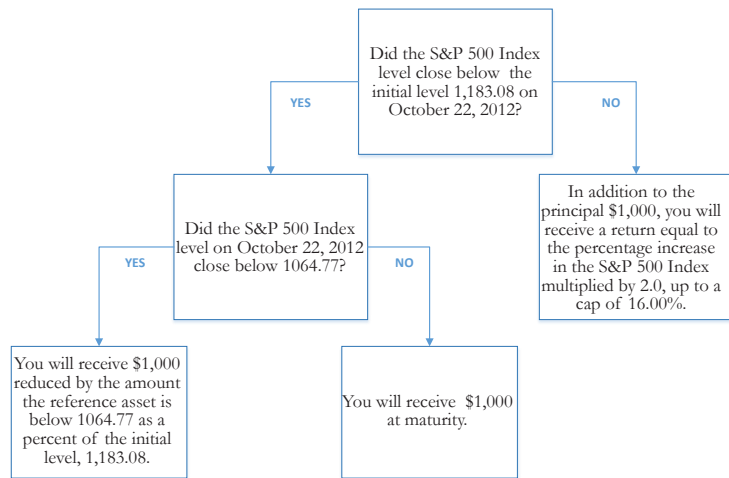 Did the S&P 500 Index
level close below the
initial level 1,183.08 on
October 22, 2012?
YES
NO
Did the S&P 500 Index
level on October 22, 2012
close below 1064.77?
In addition to the
principal $1,000, you will
receive a return equal to
the percentage increase
in the S&P 500 Index
multiplied by 2.0, up to a
cap of 16.00%.
YES
NO
You will receive $1,000
reduced by the amount
the reference asset is
below 1064.77 as a
percent of the initial
level, 1,183.08.
You will receive $1,000
at maturity.